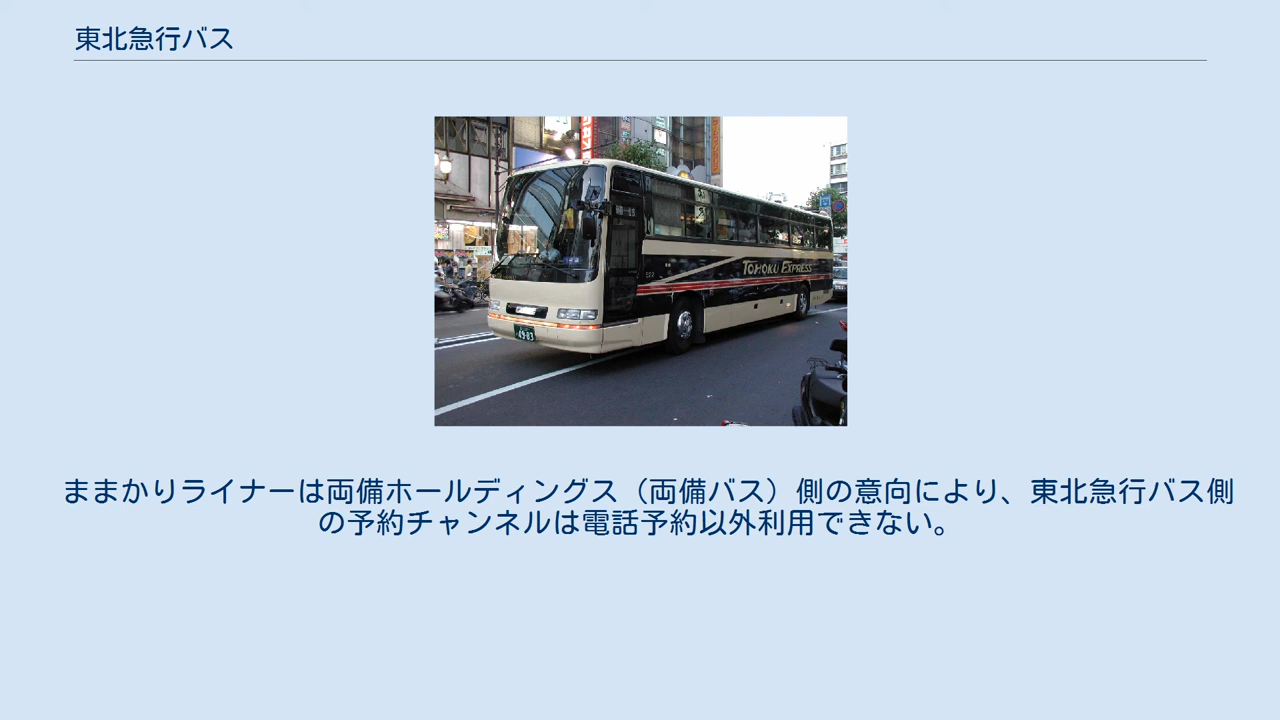 東北急行バス
TOHOKU EXPRESS
49-83
ままかりライナーは両備ホールディングス（両備バス）側の意向により、東北急行バス側
の予約チャンネルは電話予約以外利用できない。